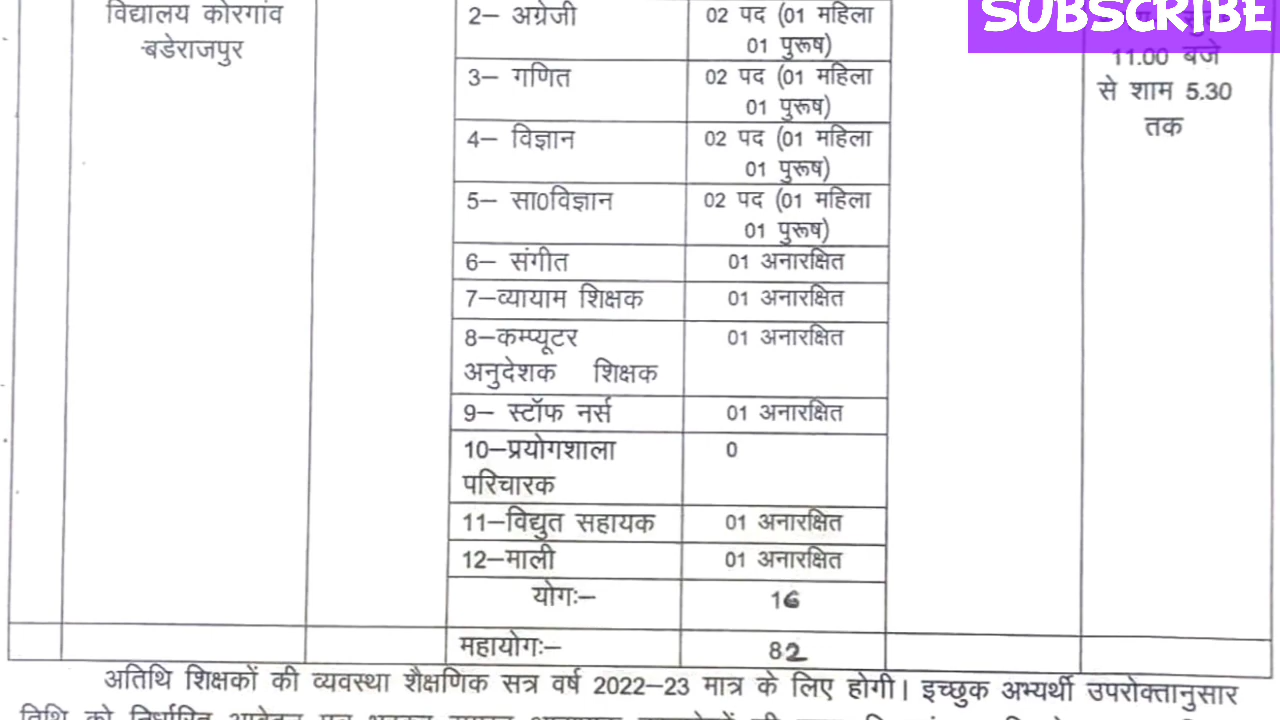 विद्यालय कोरगांव
बडेराजपुर
2– अग्रेजी
02 पद (01 महिला
01 पुरूष)
3– गणित
02 पद (01 महिला
01 पुरूष)
4– विज्ञान
02 पद (01 महिला
01 पुरूष)
5– सा0विज्ञान
02 पद (01 महिला
01 पुरूष)
6– संगीत
01 अनारक्षित
7–व्यायाम शिक्षक
01 अनारक्षित
8–कम्प्यूटर
अनुदेशक शिक्षक
01 अनारक्षित
9– स्टॉफ नर्स
01 अनारक्षित
10–प्रयोगशाला
परिचारक
0
11–विद्युत सहायक
01 अनारक्षित
12–माली
01 अनारक्षित
योगः–
16
महायोगः–
82
SUBSCRIBE
11.00 बजे
से शाम 5.30
तक
अतिथि शिक्षकों की व्यवस्था शैक्षणिक सत्र वर्ष 2022–23 मात्र के लिए होगी। इच्छुक अभ्यर्थी उपरोक्तानुसार